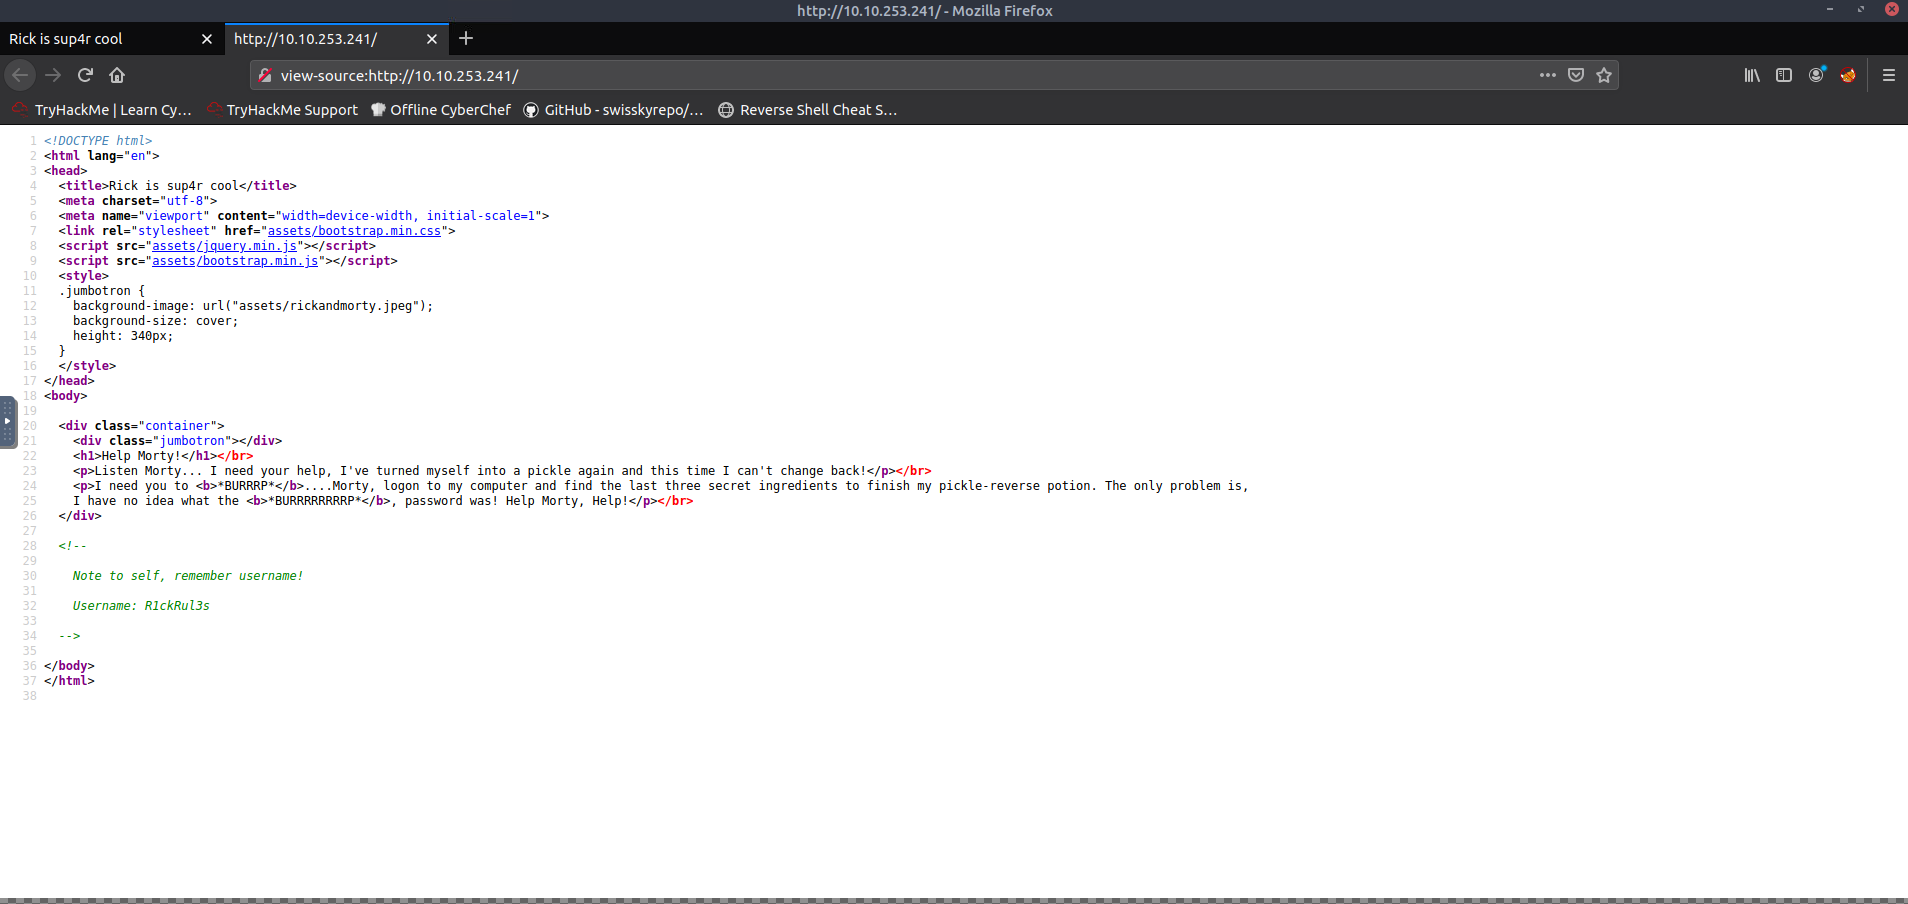 http://10.10.253.241/ - Mozilla Firefox
Rick is sup4r cool
http://10.10.253.241/
view-source:http://10.10.253.241/
TryHackMe | Learn Cy… TryHackMe Support Offline CyberChef GitHub - swisskyrepo/… Reverse Shell Cheat S…
1 <!DOCTYPE html>
2 <html lang="en">
3 <head>
4 <title>Rick is sup4r cool</title>
5 <meta charset="utf-8">
6 <meta name="viewport" content="width=device-width, initial-scale=1">
7 <link rel="stylesheet" href="assets/bootstrap.min.css">
8 <script src="assets/jquery.min.js"></script>
9 <script src="assets/bootstrap.min.js"></script>
10 <style>
11 .jumbotron {
12 background-image: url("assets/rickandmorty.jpeg");
13 background-size: cover;
14 height: 340px;
15 }
16 </style>
17 </head>
18 <body>
19
20 <div class="container">
21 <div class="jumbotron"></div>
22 <h1>Help Morty!</h1></br>
23 <p>Listen Morty... I need your help, I've turned myself into a pickle again and this time I can't change back!</p></br>
24 <p>I need you to <b>*BURRRP*</b>....Morty, logon to my computer and find the last three secret ingredients to finish my pickle-reverse potion. The only problem is,
25 I have no idea what the <b>*BURRRRRRRRP*</b>, password was! Help Morty, Help!</p></br>
26 </div>
27
28 <!--
29
30 Note to self, remember username!
31
32 Username: R1ckRul3s
33
34 -->
35
36 </body>
37 </html>
38